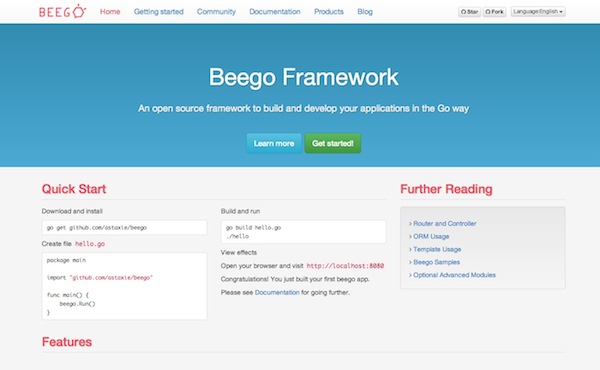 BEEGO Home Getting started Community Documentation Products Blog Star Fork Language:English
Beego Framework
An open source framework to build and develop your applications in the Go way
Learn more Get started!
Quick Start
Download and install
go get github.com/astaxie/beego
Create file hello.go
package main
import "github.com/astaxie/beego"
func main() {
beego.Run()
}
Build and run
go build hello.go
./hello
View effects
Open your browser and visit http://localhost:8080
Congratulations! You just built your first beego app.
Please see Documentation for going further.
Further Reading
› Router and Controller
› ORM Usage
› Template Usage
› Beego Samples
› Optional Advanced Modules
Features